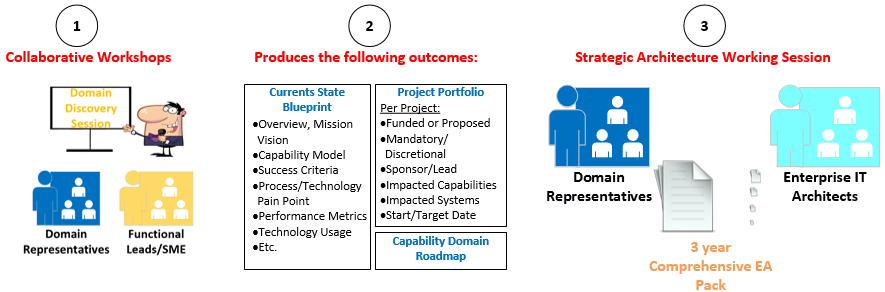 1
Collaborative Workshops
Domain
Discovery
Session
Domain
Representatives
Functional
Leads/SME
2
Produces the following outcomes:
Currents State
Blueprint
●Overview, Mission
Vision
●Capability Model
●Success Criteria
●Process/Technology
Pain Point
●Performance Metrics
●Technology Usage
●Etc.
Project Portfolio
Per Project:
●Funded or Proposed
●Mandatory/
Discretional
●Sponsor/Lead
●Impacted Capabilities
●Impacted Systems
●Start/Target Date
Capability Domain
Roadmap
3
Strategic Architecture Working Session
Domain
Representatives
Enterprise IT
Architects
3 year
Comprehensive EA
Pack